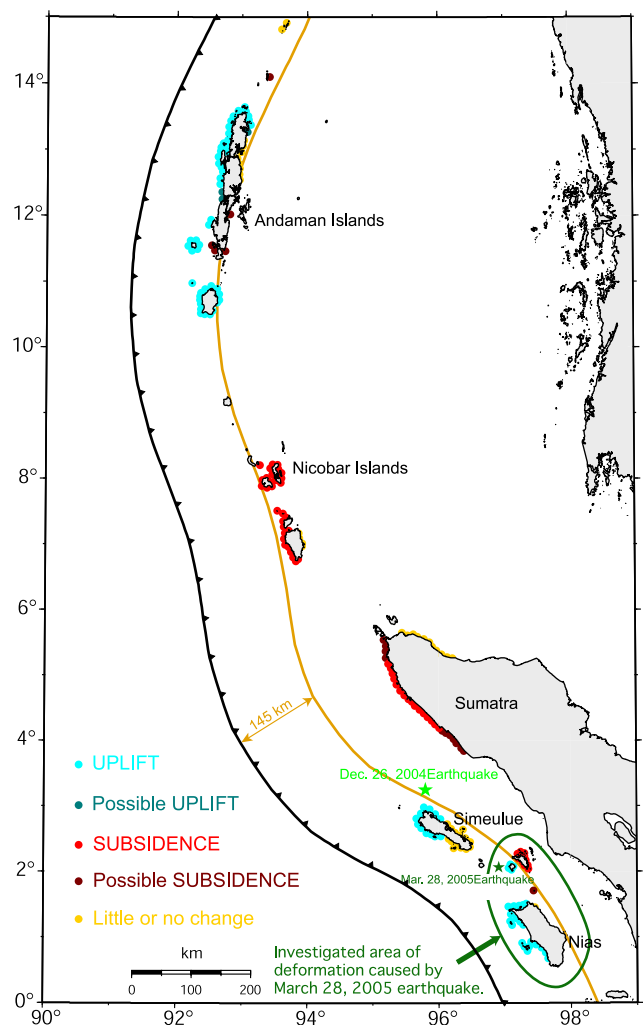 14°
12°
Andaman Islands
10°
Nicobar Islands
8°
6°
Sumatra
145 km
4°
UPLIFT
Dec. 26, 2004Earthquake
Possible UPLIFT
Simeulue
SUBSIDENCE
2°
Mar. 28, 2005Earthquake
Possible SUBSIDENCE
Little or no change
Nias
km
Investigated area of
deformation caused by
March 28, 2005 earthquake.
0 100 200
0°
90 92 94 96 98